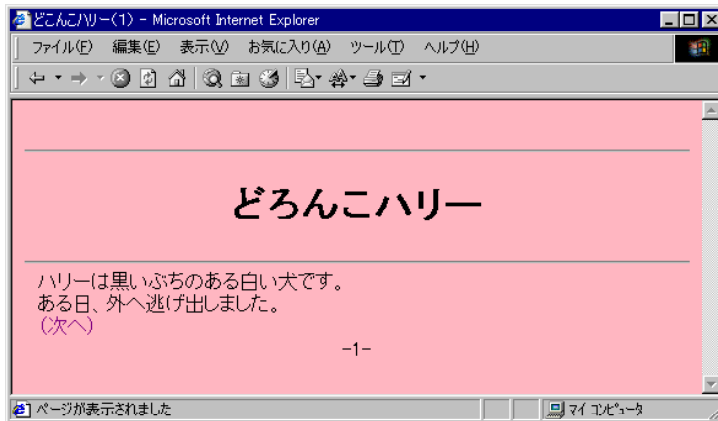 どこんこハリー(1) - Microsoft Internet Explorer
ファイル(F) 編集(E) 表示(V) お気に入り(A) ツール(T) ヘルプ(H)
どろんこハリー
ハリーは黒いぶちのある白い犬です。
ある日、外へ逃げ出しました。
(次へ)
-1-
ページが表示されました
マイ コンピュータ